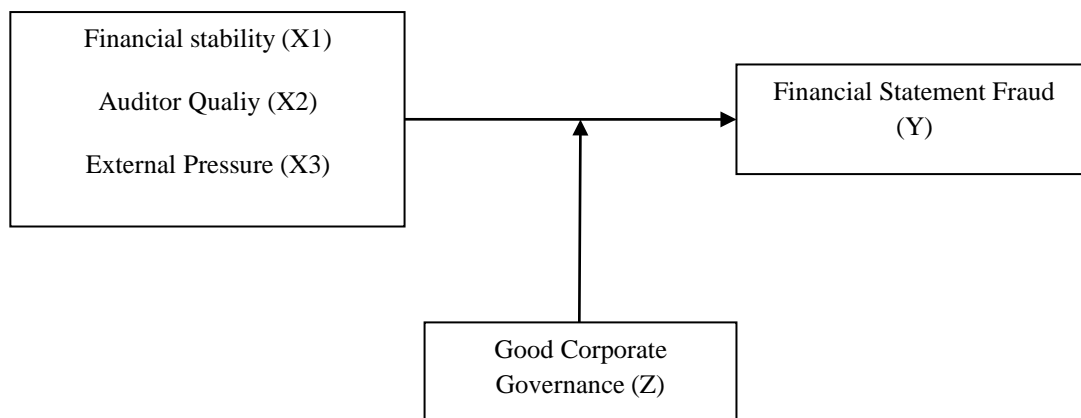 Financial stability (X1)
Auditor Qualiy (X2)
External Pressure (X3)
Financial Statement Fraud
(Y)
Good Corporate
Governance (Z)